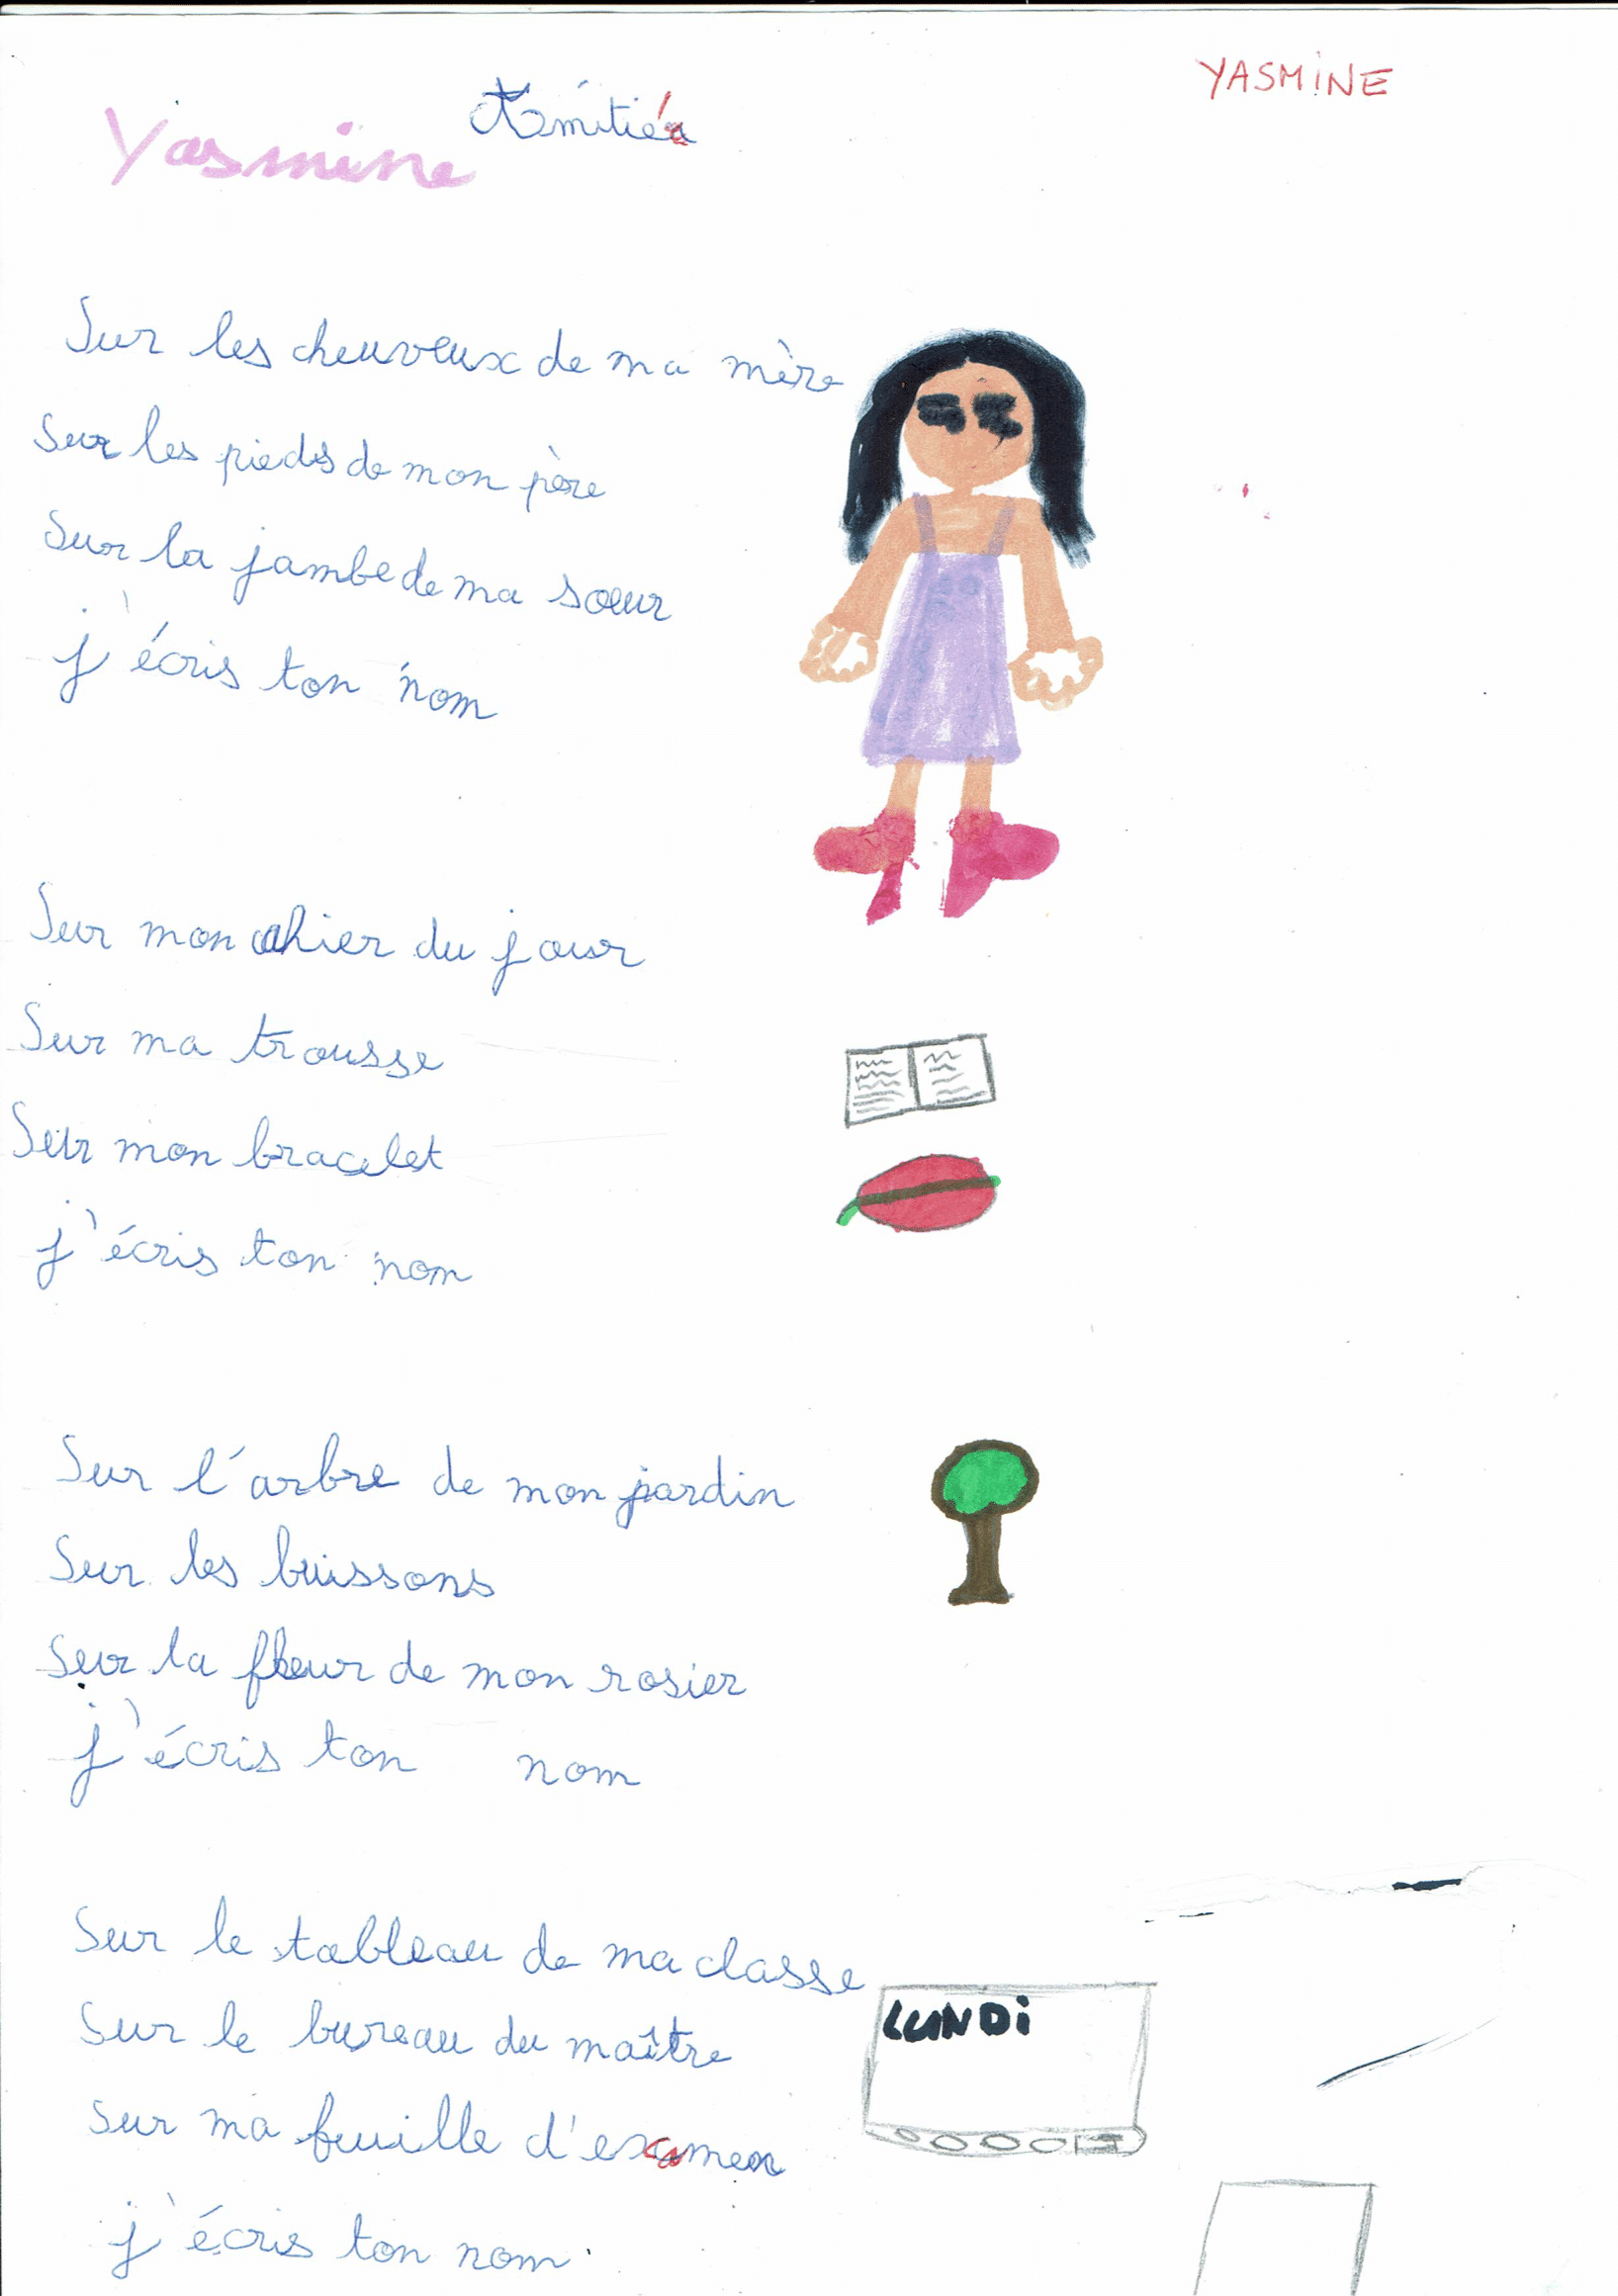 YASMINE
Amitié
Yasmine
Sur les cheuveux de ma mère
Sur les pieds de mon père
Sur la jambe de ma sœur
j'écris ton nom
Sur mon cahier du jour
Sur ma trousse
Sur mon bracelet
j'écris ton nom
Sur l'arbre de mon jardin
Sur les buissons
Sur la fleur de mon rosier
j'écris ton nom
Sur le tableau de ma classe
LUNDI
Sur le bureau du maître
Sur ma feuille d'examen
j'écris ton nom.